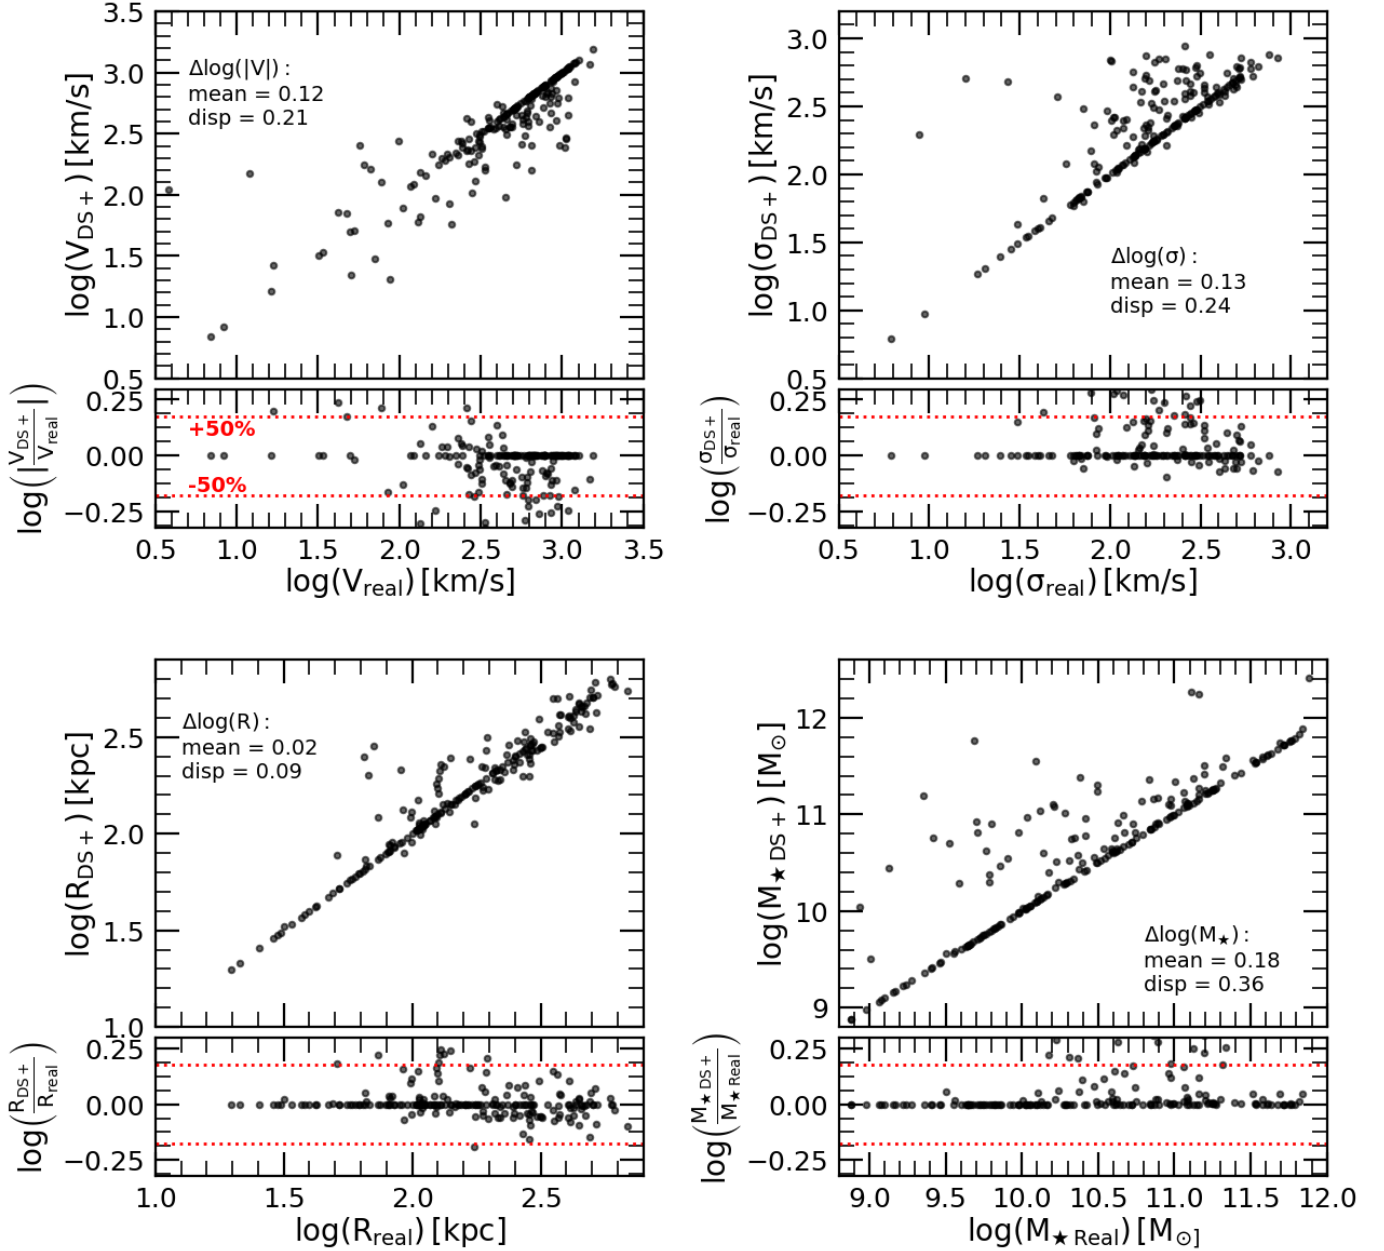 3.5
3.0
2.5
2.0
1.5
1.0
0.5
log(V_DS+) [km/s]
Δlog(|V|):
mean = 0.12
disp = 0.21
0.25
0.00
−0.25
log(|V_DS+/V_real|)
+50%
-50%
0.5 1.0 1.5 2.0 2.5 3.0 3.5
log(V_real) [km/s]
3.0
2.5
2.0
1.5
1.0
0.5
log(σ_DS+) [km/s]
Δlog(σ):
mean = 0.13
disp = 0.24
0.25
0.00
−0.25
log(σ_DS+/σ_real)
0.5 1.0 1.5 2.0 2.5 3.0
log(σ_real) [km/s]
2.5
2.0
1.5
1.0
log(R_DS+) [kpc]
Δlog(R):
mean = 0.02
disp = 0.09
0.25
0.00
−0.25
log(R_DS+/R_real)
1.0 1.5 2.0 2.5
log(R_real) [kpc]
12
11
10
9
log(M_★ DS+) [M_⊙]
Δlog(M_★):
mean = 0.18
disp = 0.36
0.25
0.00
−0.25
log(M_★ DS+/M_★ Real)
9.0 9.5 10.0 10.5 11.0 11.5 12.0
log(M_★ Real) [M_⊙]